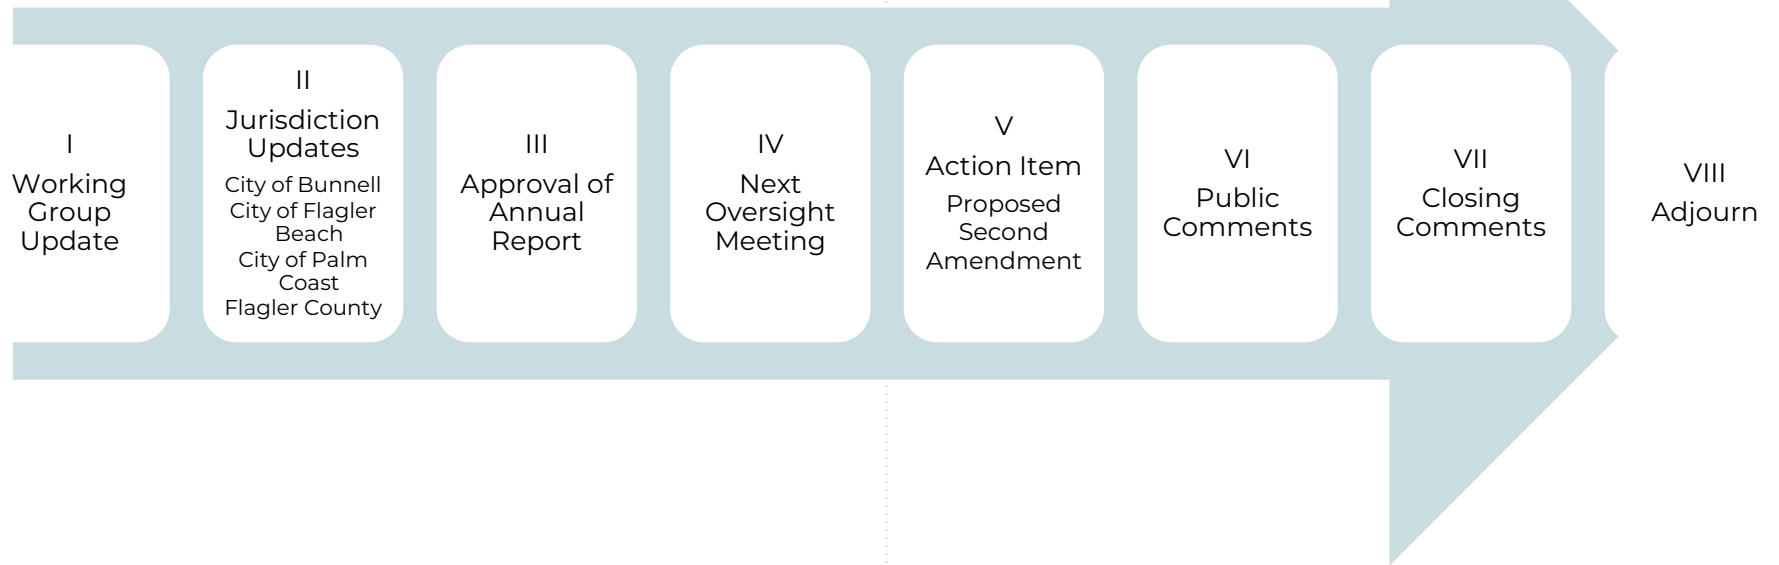 I
Working
Group
Update
II
Jurisdiction
Updates
City of Bunnell
City of Flagler
Beach
City of Palm
Coast
Flagler County
III
Approval of
Annual
Report
IV
Next
Oversight
Meeting
V
Action Item
Proposed
Second
Amendment
VI
Public
Comments
VII
Closing
Comments
VIII
Adjourn